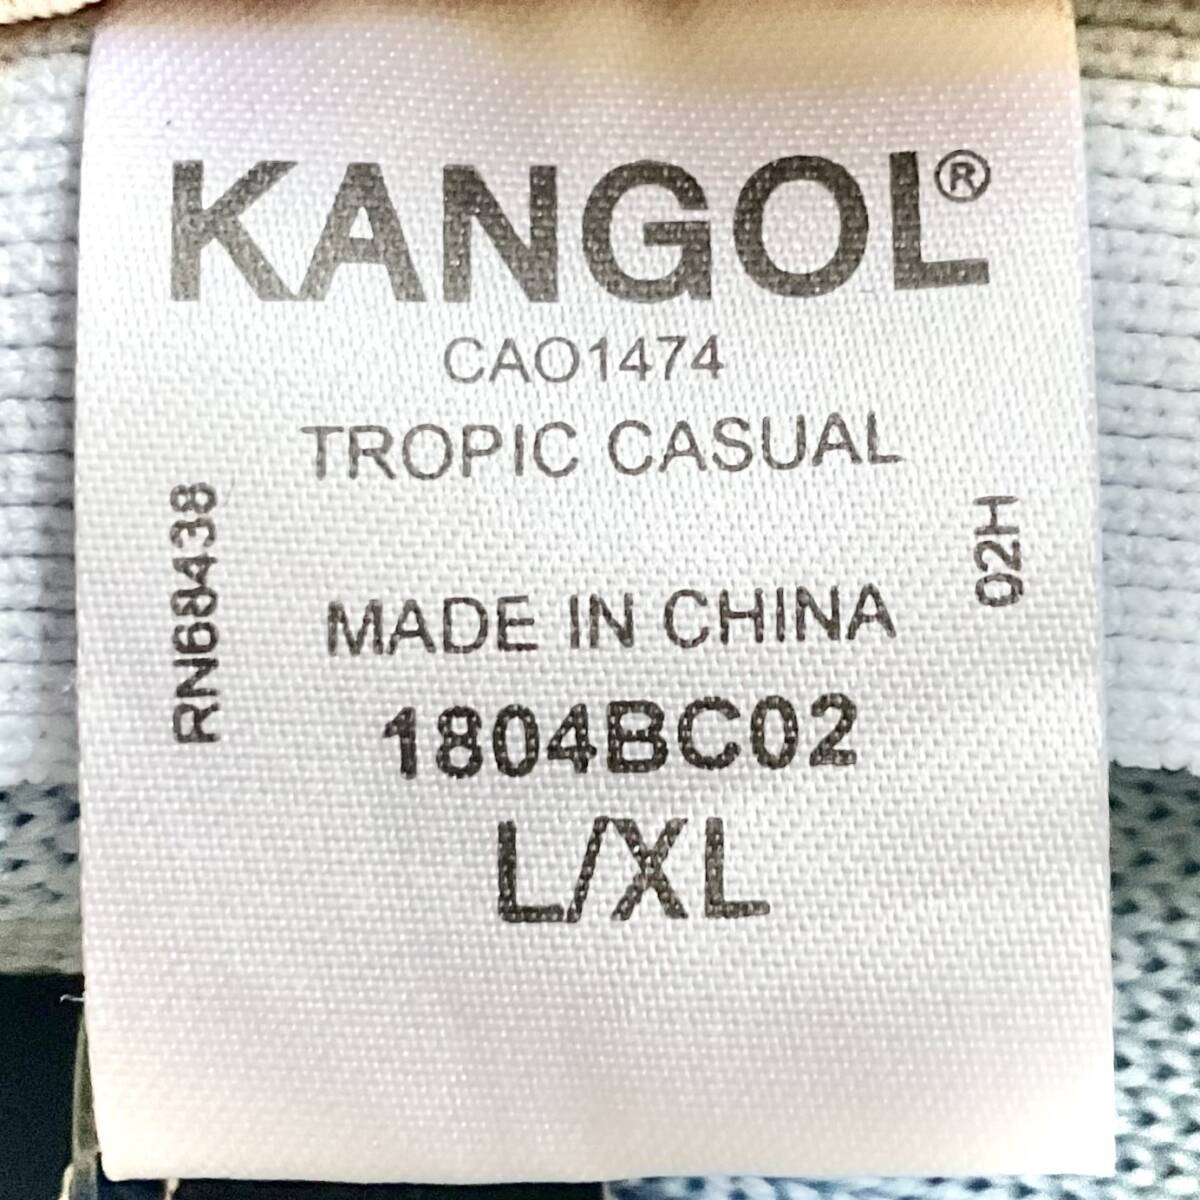 KANGOL®
CAO1474
TROPIC CASUAL
RN68438
02H
MADE IN CHINA
1804BC02
L/XL